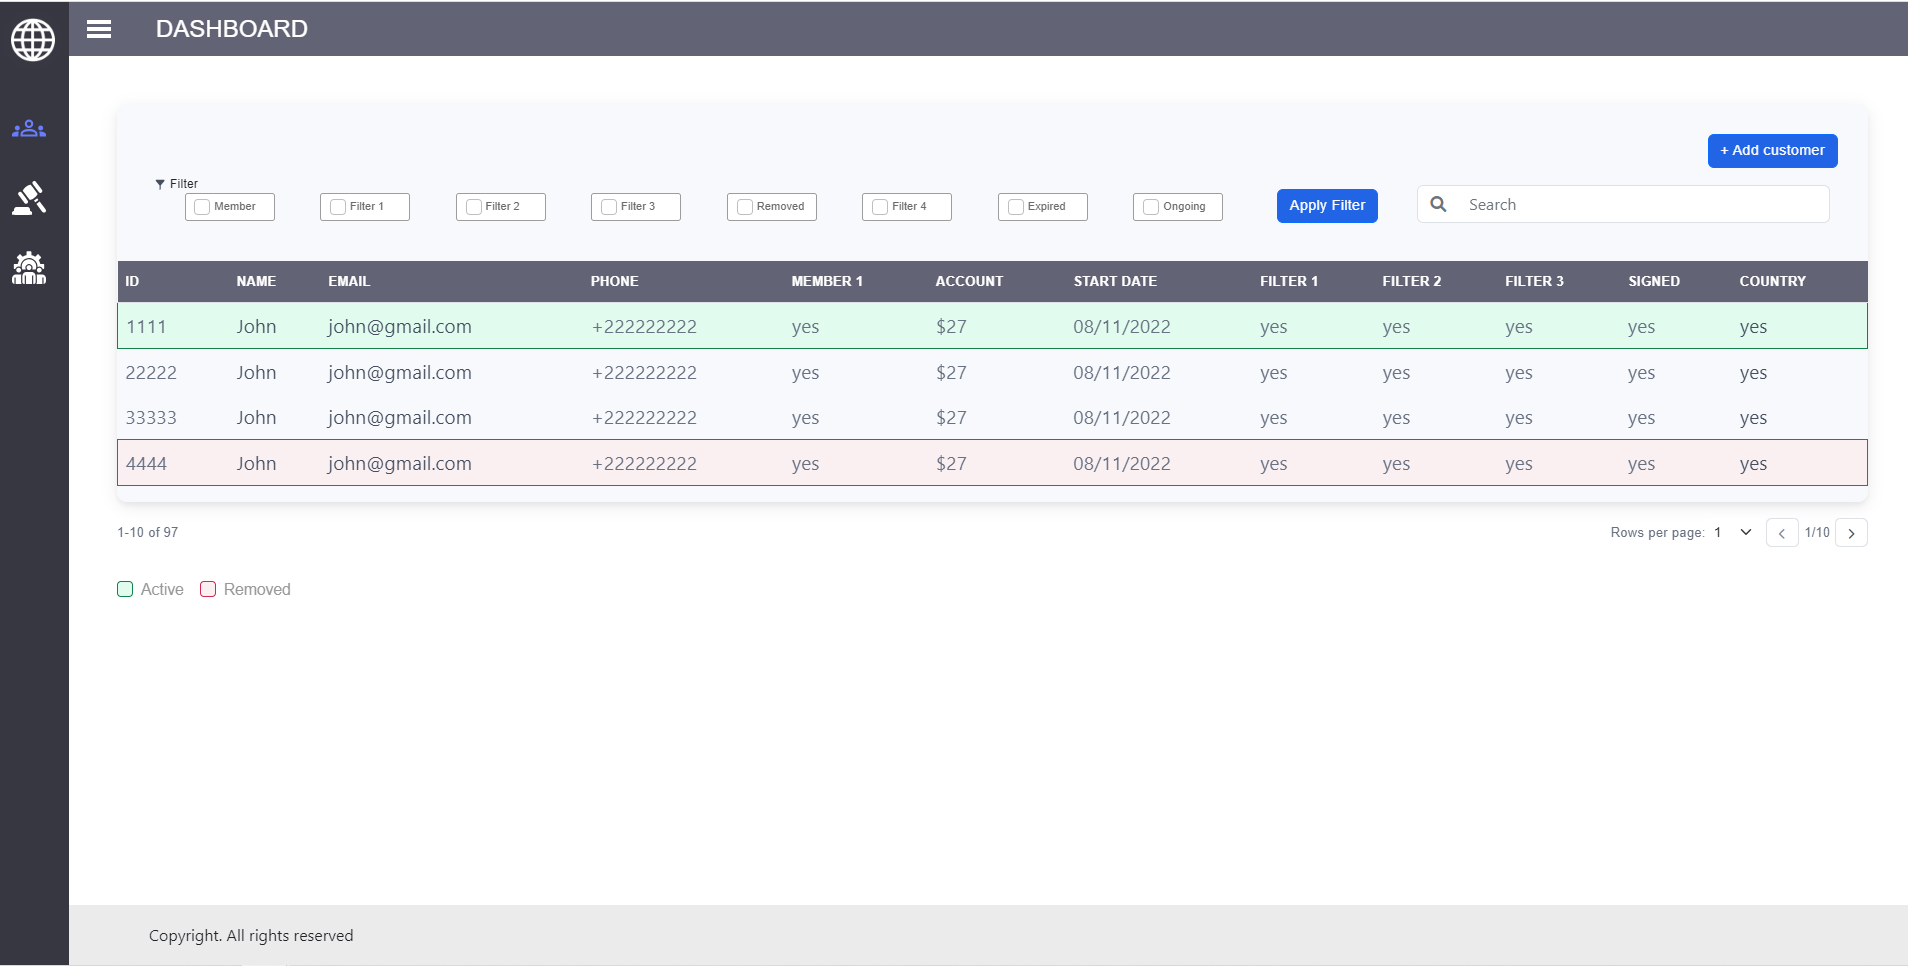 DASHBOARD
+ Add customer
Filter
Member Filter 1 Filter 2 Filter 3 Removed Filter 4 Expired Ongoing Apply Filter Search
ID NAME EMAIL PHONE MEMBER 1 ACCOUNT START DATE FILTER 1 FILTER 2 FILTER 3 SIGNED COUNTRY
1111 John john@gmail.com +222222222 yes $27 08/11/2022 yes yes yes yes yes
22222 John john@gmail.com +222222222 yes $27 08/11/2022 yes yes yes yes yes
33333 John john@gmail.com +222222222 yes $27 08/11/2022 yes yes yes yes yes
4444 John john@gmail.com +222222222 yes $27 08/11/2022 yes yes yes yes yes
1-10 of 97 Rows per page: 1 1/10
Active Removed
Copyright. All rights reserved